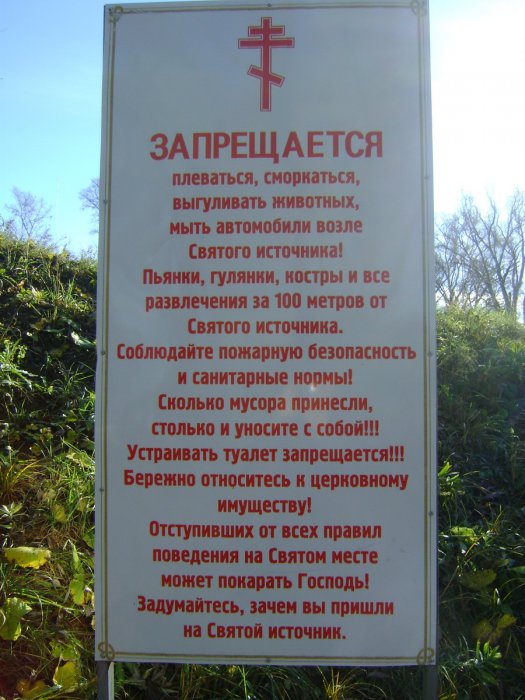 ЗАПРЕЩАЕТСЯ
плеваться, сморкаться,
выгуливать животных,
мыть автомобили возле
Святого источника!
Пьянки, гулянки, костры и все
развлечения за 100 метров от
Святого источника.
Соблюдайте пожарную безопасность
и санитарные нормы!
Сколько мусора принесли,
столько и уносите с собой!!!
Устраивать туалет запрещается!!!
Бережно относитесь к церковному
имуществу!
Отступивших от всех правил
поведения на Святом месте
может покарать Господь!
Задумайтесь, зачем вы пришли
на Святой источник.